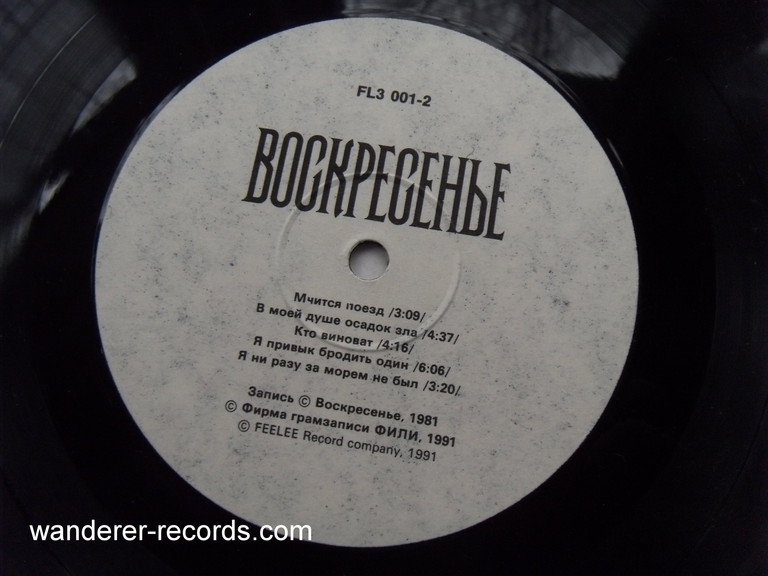 FL3 001-2
ВОСКРЕСЕНЬЕ
Мчится поезд /3:09/
В моей душе осадок зла /4:37/
Кто виноват /4:16/
Я привык бродить один /6:06/
Я ни разу за морем не был /3:20/
Запись © Воскресенье, 1981
© Фирма грамзаписи ФИЛИ, 1991
© FEELEE Record company, 1991
wanderer-records.com